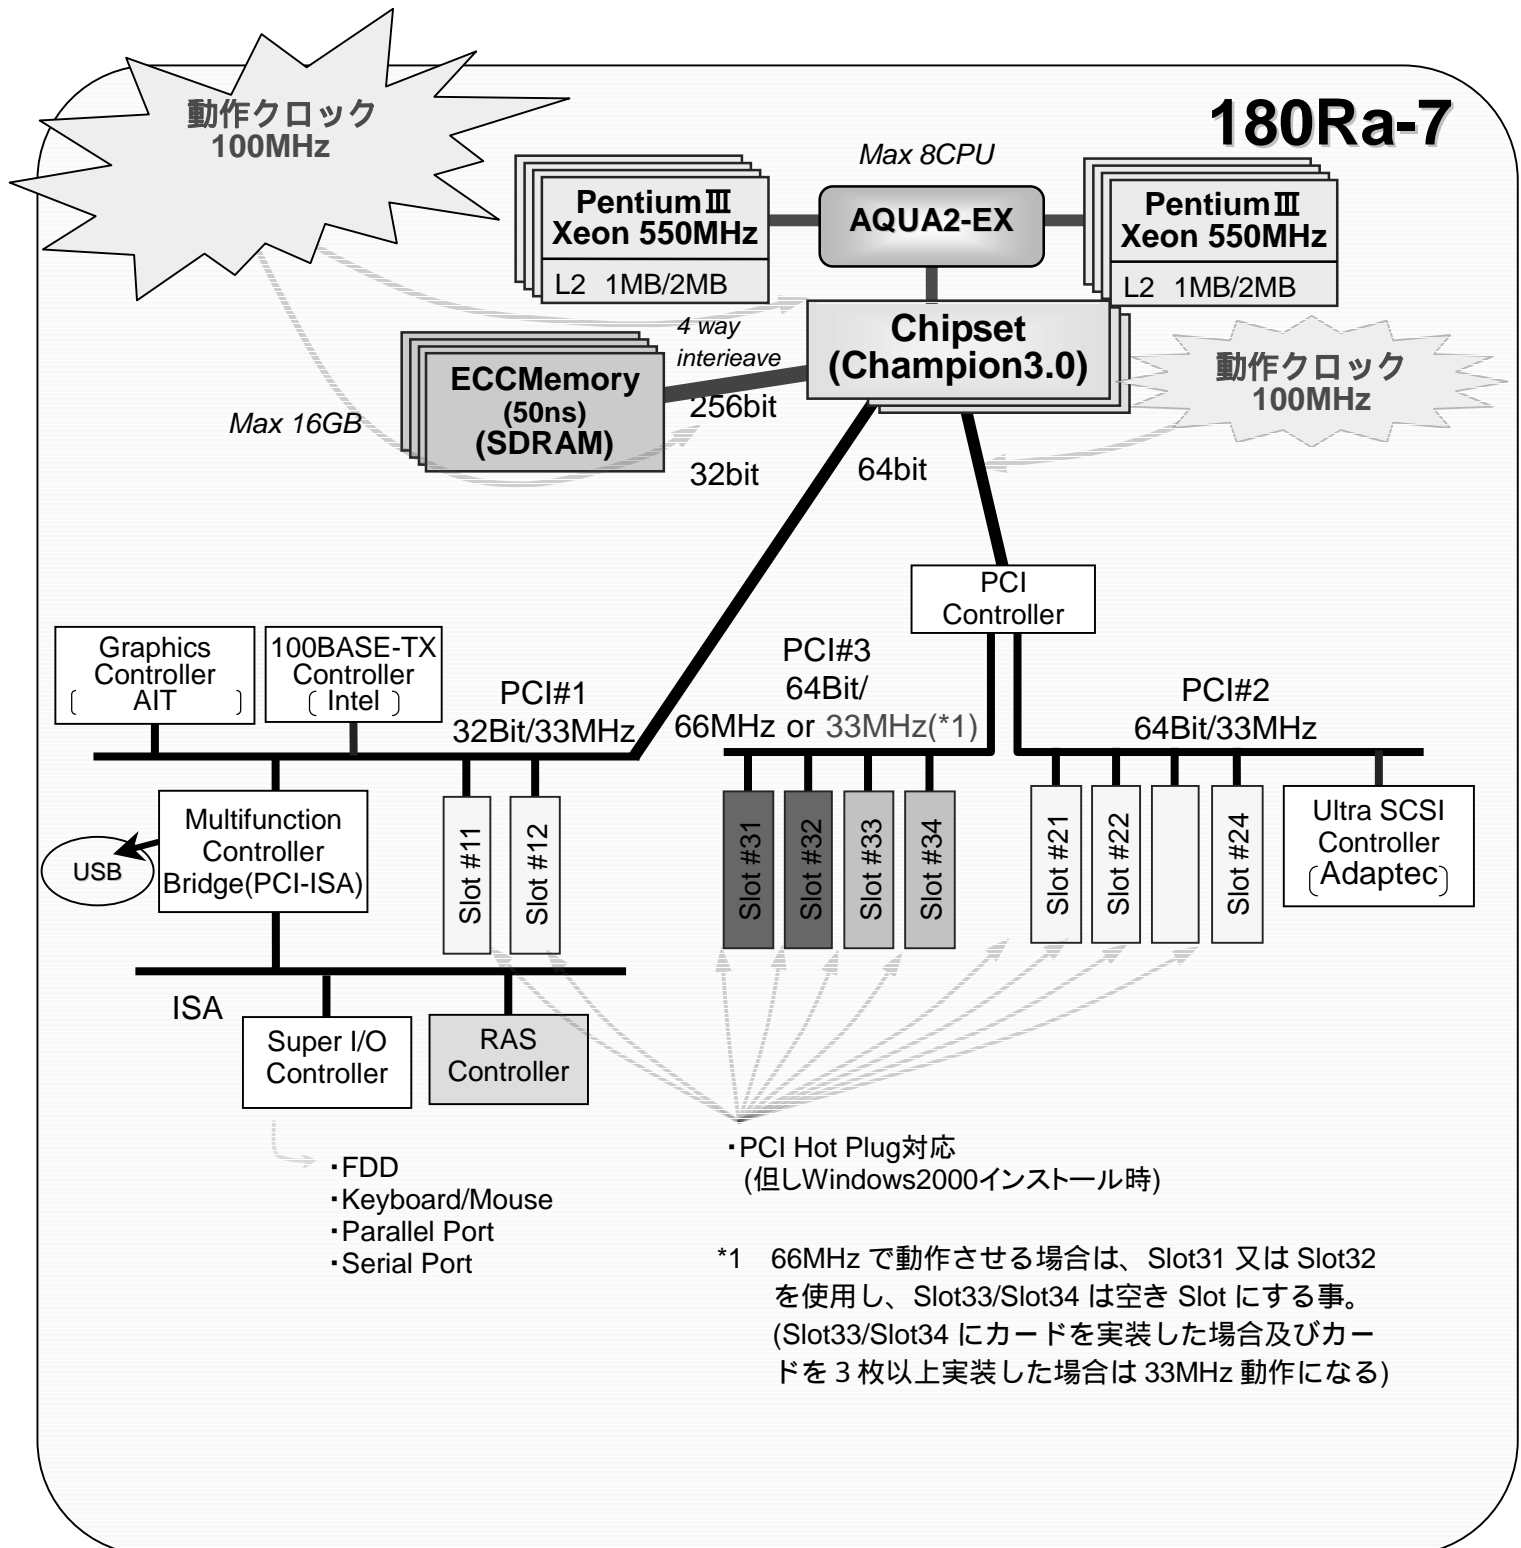 動作クロック
100MHz
180Ra-7
Max 8CPU
PentiumⅢ
Xeon 550MHz
L2 1MB/2MB
AQUA2-EX
PentiumⅢ
Xeon 550MHz
L2 1MB/2MB
4 way
interieave
Chipset
(Champion3.0)
動作クロック
100MHz
ECCMemory
(50ns)
(SDRAM)
Max 16GB
256bit
32bit
64bit
PCI
Controller
Graphics
Controller
〔 AIT 〕
100BASE-TX
Controller
〔 Intel 〕
PCI#1
32Bit/33MHz
PCI#3
64Bit/
66MHz or 33MHz(*1)
PCI#2
64Bit/33MHz
USB
Multifunction
Controller
Bridge(PCI-ISA)
Slot #11
Slot #12
Slot #31
Slot #32
Slot #33
Slot #34
Slot #21
Slot #22
Slot #24
Ultra SCSI
Controller
〔Adaptec〕
ISA
Super I/O
Controller
RAS
Controller
・FDD
・Keyboard/Mouse
・Parallel Port
・Serial Port
・PCI Hot Plug対応
(但しWindows2000インストール時)
*1 66MHz で動作させる場合は、Slot31 又は Slot32
を使用し、Slot33/Slot34 は空き Slot にする事。
(Slot33/Slot34 にカードを実装した場合及びカー
ドを 3 枚以上実装した場合は 33MHz 動作になる)